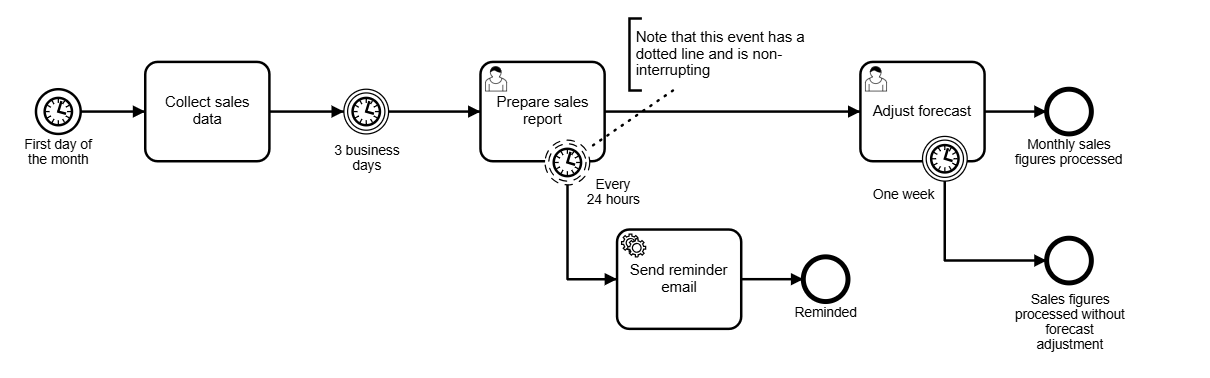 First day of
the month
Collect sales
data
3 business
days
Prepare sales
report
Note that this event has a
dotted line and is non-
interrupting
Every
24 hours
Send reminder
email
Reminded
Adjust forecast
One week
Monthly sales
figures processed
Sales figures
processed without
forecast
adjustment